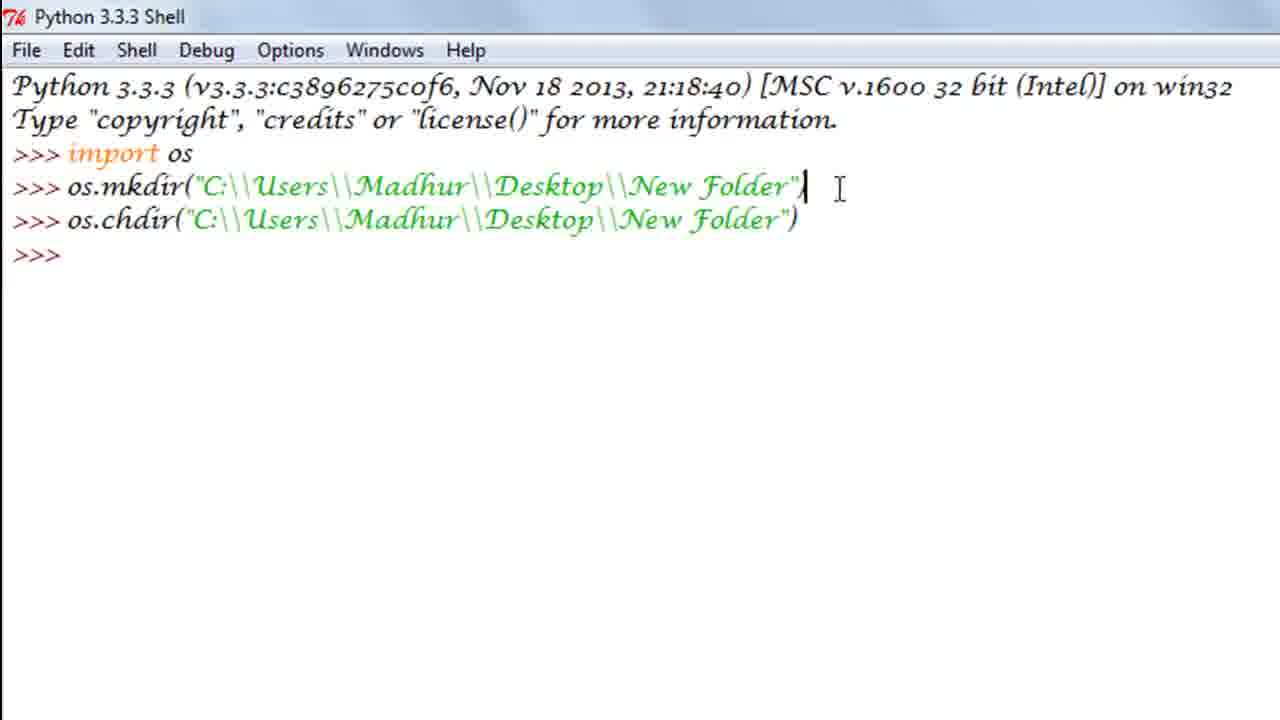 Python 3.3.3 Shell
File Edit Shell Debug Options Windows Help
Python 3.3.3 (v3.3.3:c3896275c0f6, Nov 18 2013, 21:18:40) [MSC v.1600 32 bit (Intel)] on win32
Type "copyright", "credits" or "license()" for more information.
>>> import os
>>> os.mkdir("C:\\Users\\Madhur\\Desktop\\New Folder")
>>> os.chdir("C:\\Users\\Madhur\\Desktop\\New Folder")
>>>